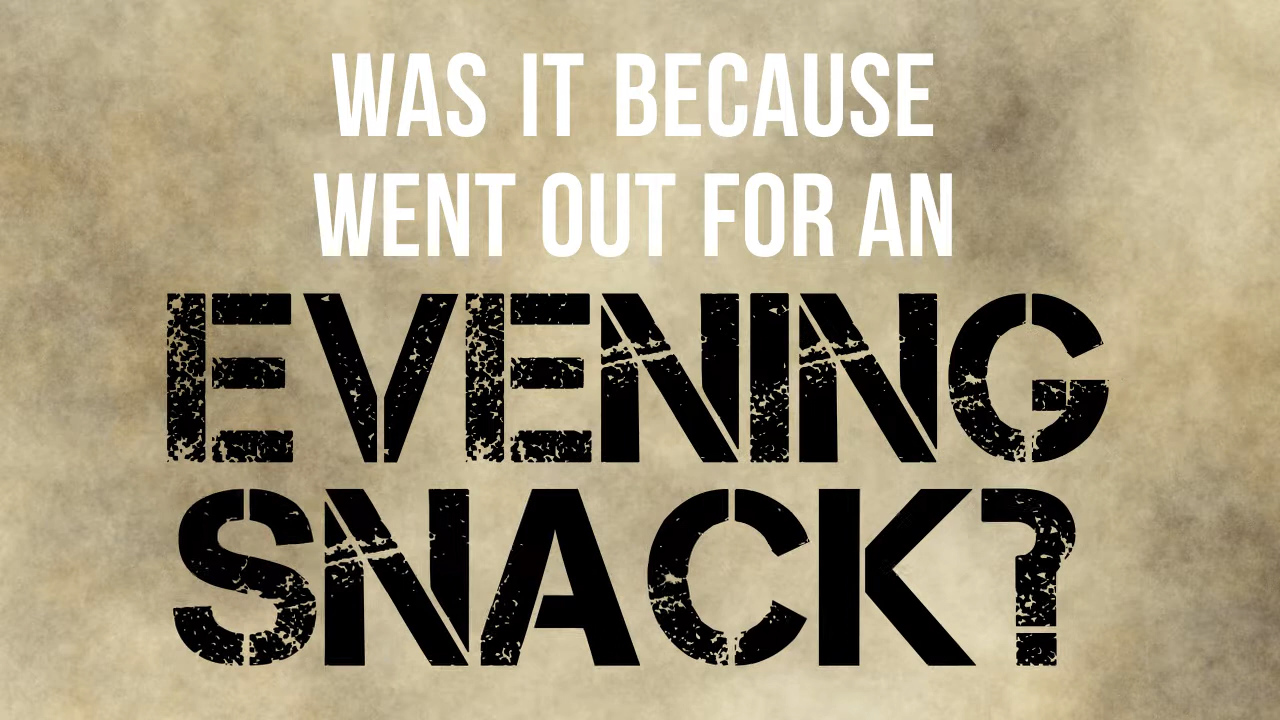 WAS IT BECAUSE
WENT OUT FOR AN
EVENING
SNACK?